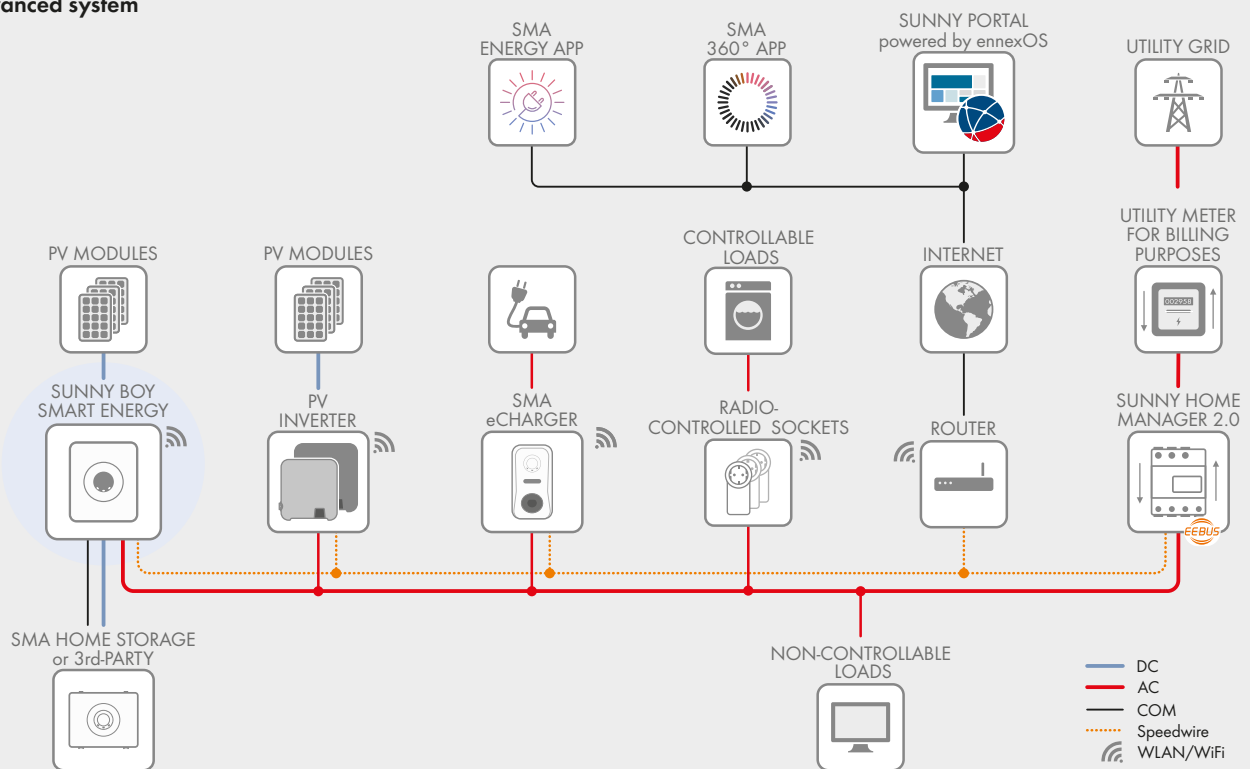 system
SMA
ENERGY APP
SMA
360° APP
SUNNY PORTAL
powered by ennexOS
UTILITY GRID
UTILITY METER
FOR BILLING
PURPOSES
002958
PV MODULES
PV MODULES
CONTROLLABLE
LOADS
INTERNET
SUNNY BOY
SMART ENERGY
PV
INVERTER
SMA
eCHARGER
RADIO-
CONTROLLED SOCKETS
ROUTER
SUNNY HOME
MANAGER 2.0
EEBUS
SMA HOME STORAGE
or 3rd-PARTY
NON-CONTROLLABLE
LOADS
DC
AC
COM
Speedwire
WLAN/WiFi